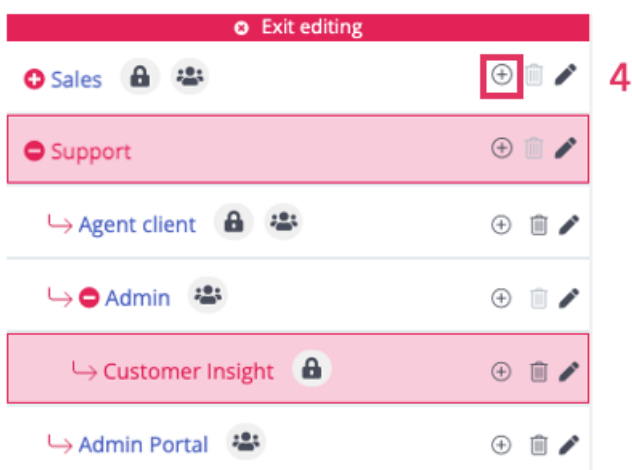 Exit editing
Sales
4
Support
Agent client
Admin
Customer Insight
Admin Portal